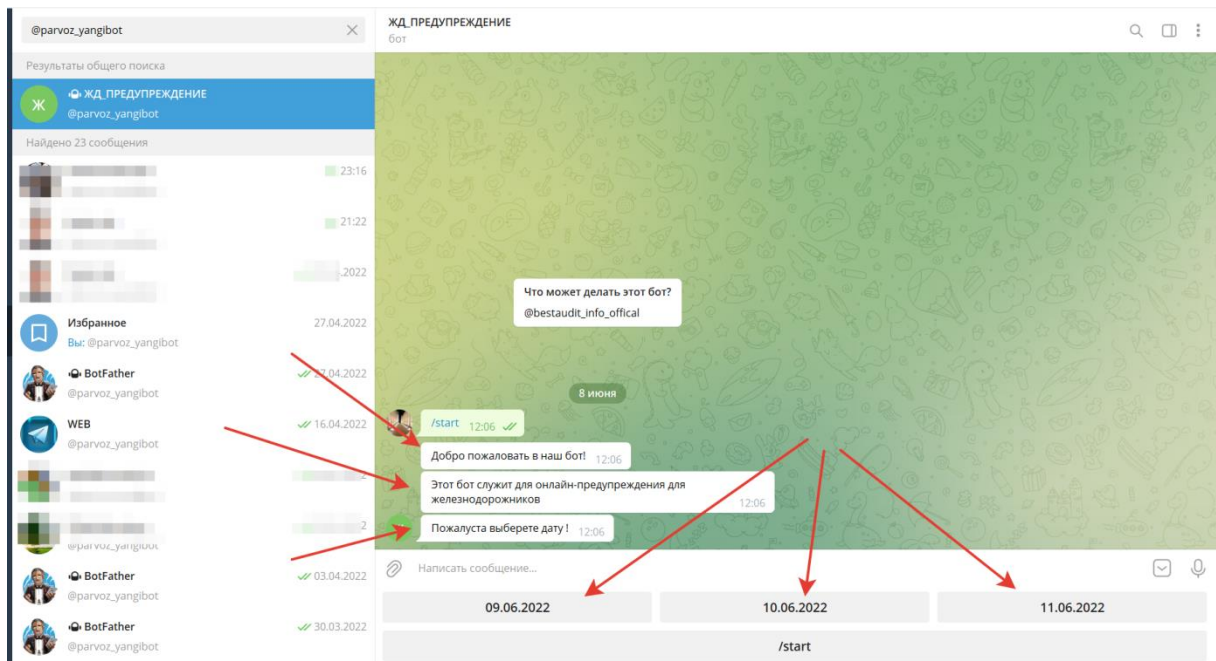 @parvoz_yangibot
Результаты общего поиска
Ж
ЖД_ПРЕДУПРЕЖДЕНИЕ
@parvoz_yangibot
Найдено 23 сообщения
23:16
21:22
.2022
Избранное
27.04.2022
Вы: @parvoz_yangibot
BotFather
27.04.2022
@parvoz_yangibot
WEB
16.04.2022
@parvoz_yangibot
2
2
@parvoz_yangibot
BotFather
03.04.2022
@parvoz_yangibot
BotFather
30.03.2022
@parvoz_yangibot
ЖД_ПРЕДУПРЕЖДЕНИЕ
бот
Что может делать этот бот?
@bestaudit_info_offical
8 июня
/start 12:06
Добро пожаловать в наш бот! 12:06
Этот бот служит для онлайн-предупреждения для
железнодорожников 12:06
Пожалуста выберете дату ! 12:06
Написать сообщение...
09.06.2022
10.06.2022
11.06.2022
/start